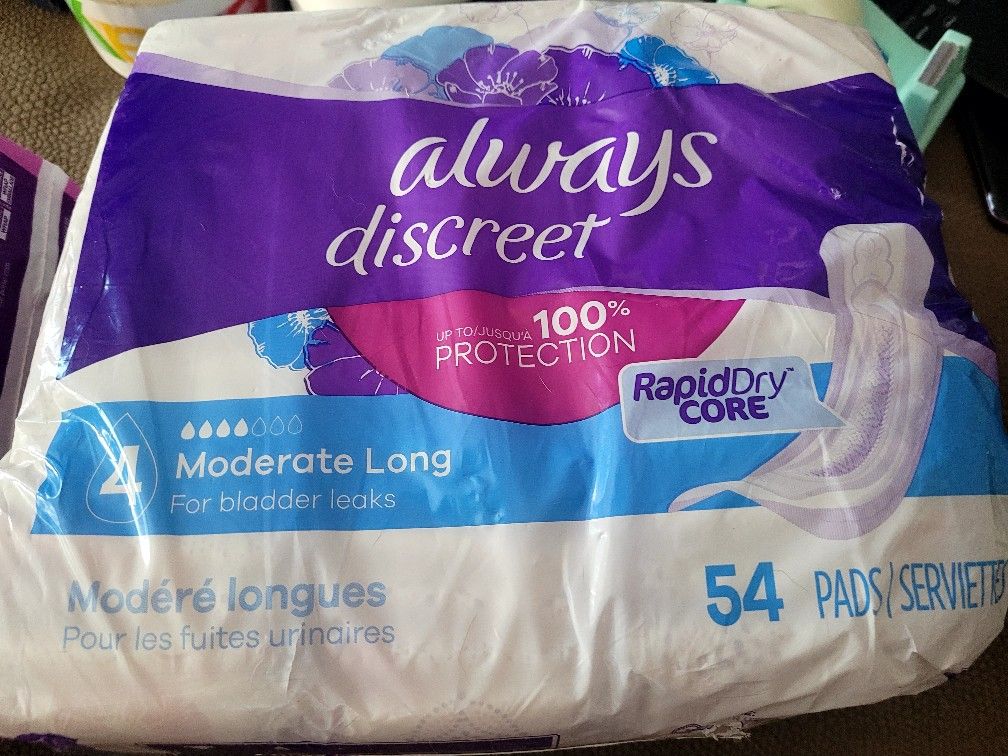 always
discreet
UP TO/JUSQU'À 100%
PROTECTION
RapidDry™
CORE
4
Moderate Long
For bladder leaks
Modéré longues
Pour les fuites urinaires
54 PADS/SERVIETTES